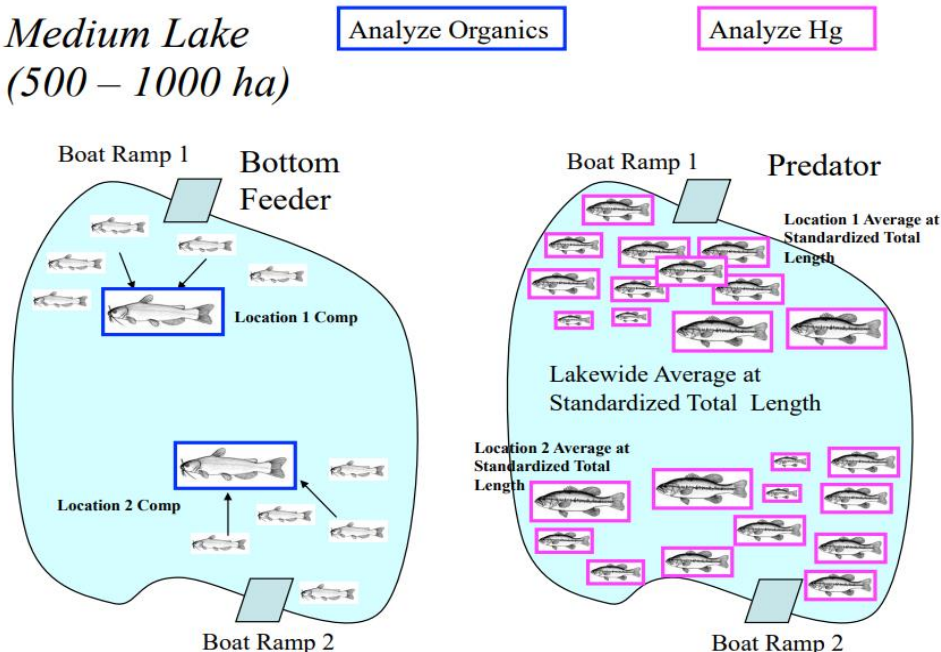 Medium Lake
(500 – 1000 ha)
Analyze Organics
Analyze Hg
Boat Ramp 1
Bottom
Feeder
Location 1 Comp
Location 2 Comp
Boat Ramp 2
Boat Ramp 1
Predator
Location 1 Average at
Standardized Total
Length
Lakewide Average at
Standardized Total Length
Location 2 Average at
Standardized Total
Length
Boat Ramp 2